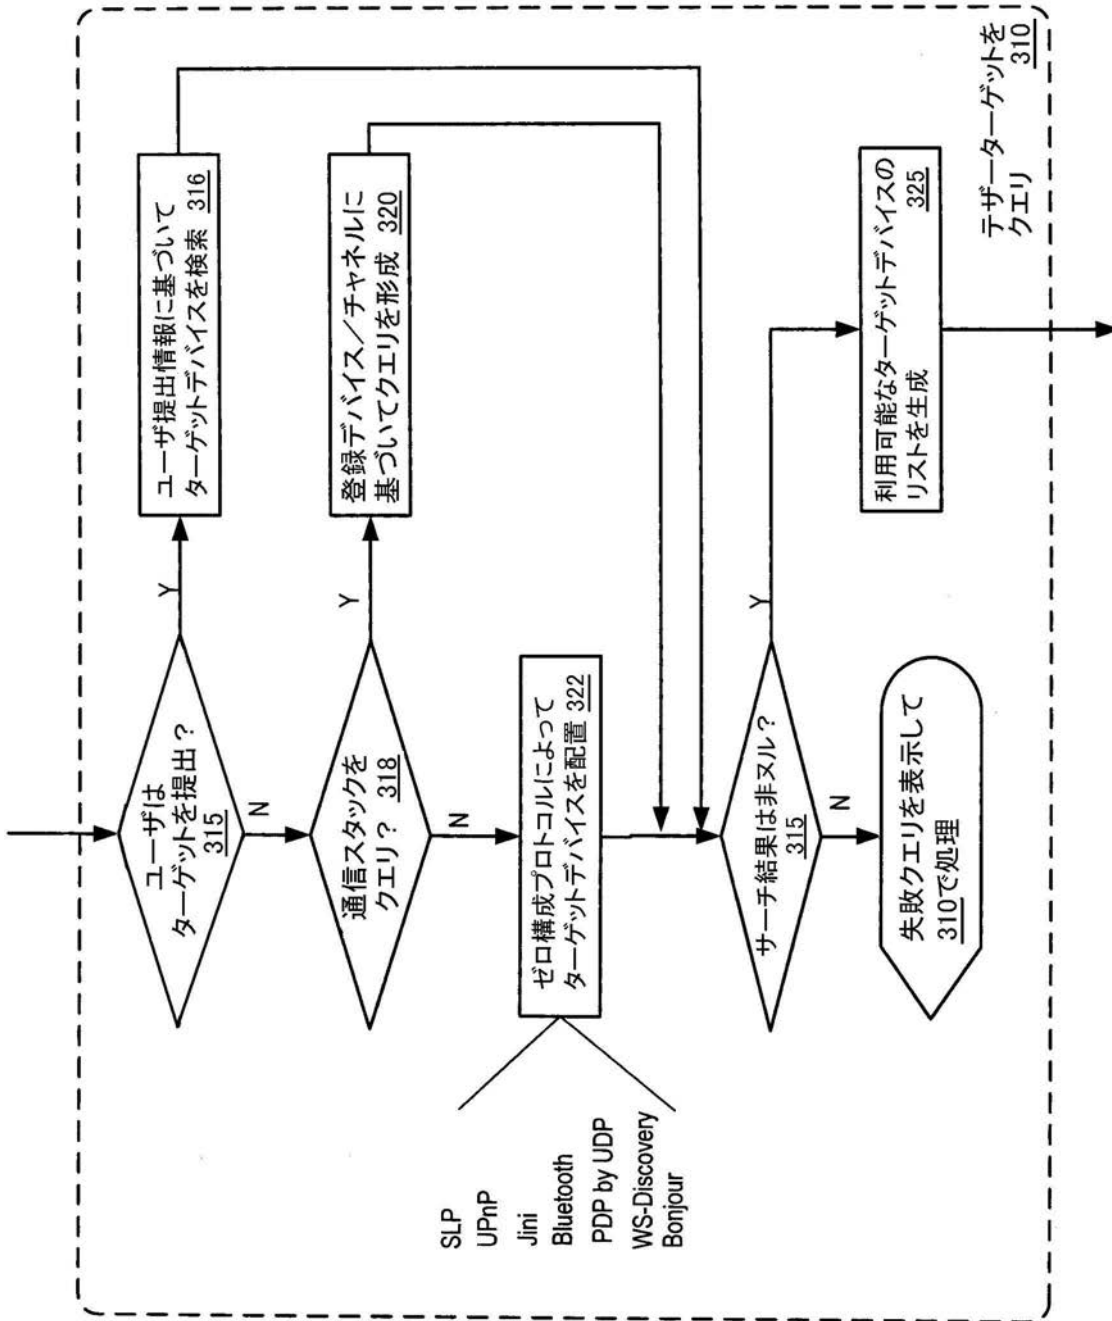 ユーザは
ターゲットを提出？
315
Y
ユーザ提出情報に基づいて
ターゲットデバイスを検索 316
N
通信スタックを
クエリ？ 318
Y
登録デバイス／チャネルに
基づいてクエリを形成 320
N
ゼロ構成プロトコルによって
ターゲットデバイスを配置 322
SLP
UPnP
Jini
Bluetooth
PDP by UDP
WS-Discovery
Bonjour
サーチ結果は非ヌル？
315
Y
利用可能なターゲットデバイスの
リストを生成 325
N
失敗クエリを表示して
310で処理
テザーターゲットを
クエリ 310